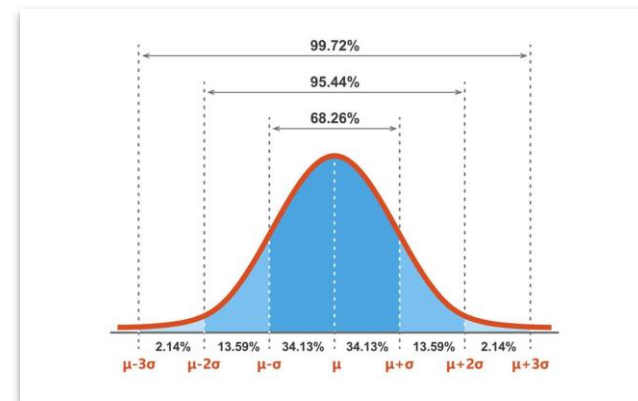 99.72%
95.44%
68.26%
2.14% 13.59% 34.13% 34.13% 13.59% 2.14%
μ-3σ μ-2σ μ-σ μ μ+σ μ+2σ μ+3σ